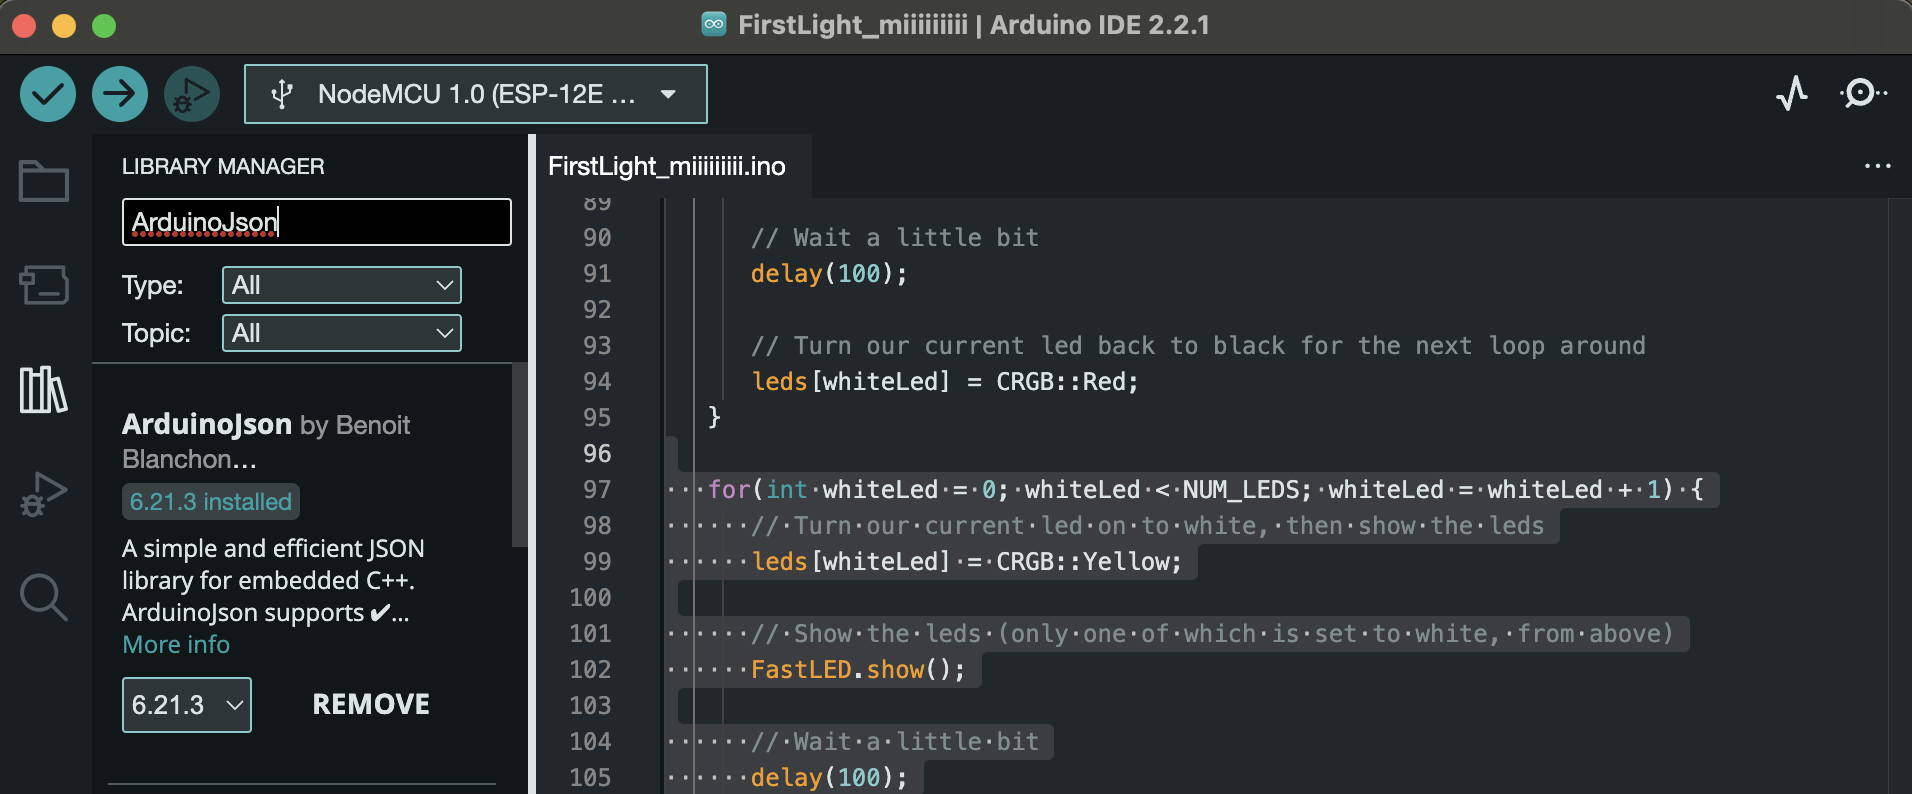 FirstLight_miiiiiiiii | Arduino IDE 2.2.1
NodeMCU 1.0 (ESP-12E ...
LIBRARY MANAGER
ArduinoJson
Type: All
Topic: All
ArduinoJson by Benoit
Blanchon...
6.21.3 installed
A simple and efficient JSON
library for embedded C++.
ArduinoJson supports ✔...
More info
6.21.3 REMOVE
FirstLight_miiiiiiiii.ino
89
90 // Wait a little bit
91 delay(100);
92
93 // Turn our current led back to black for the next loop around
94 leds[whiteLed] = CRGB::Red;
95 }
96
97 for(int whiteLed = 0; whiteLed < NUM_LEDS; whiteLed = whiteLed + 1) {
98 // Turn our current led on to white, then show the leds
99 leds[whiteLed] = CRGB::Yellow;
100
101 // Show the leds (only one of which is set to white, from above)
102 FastLED.show();
103
104 // Wait a little bit
105 delay(100);